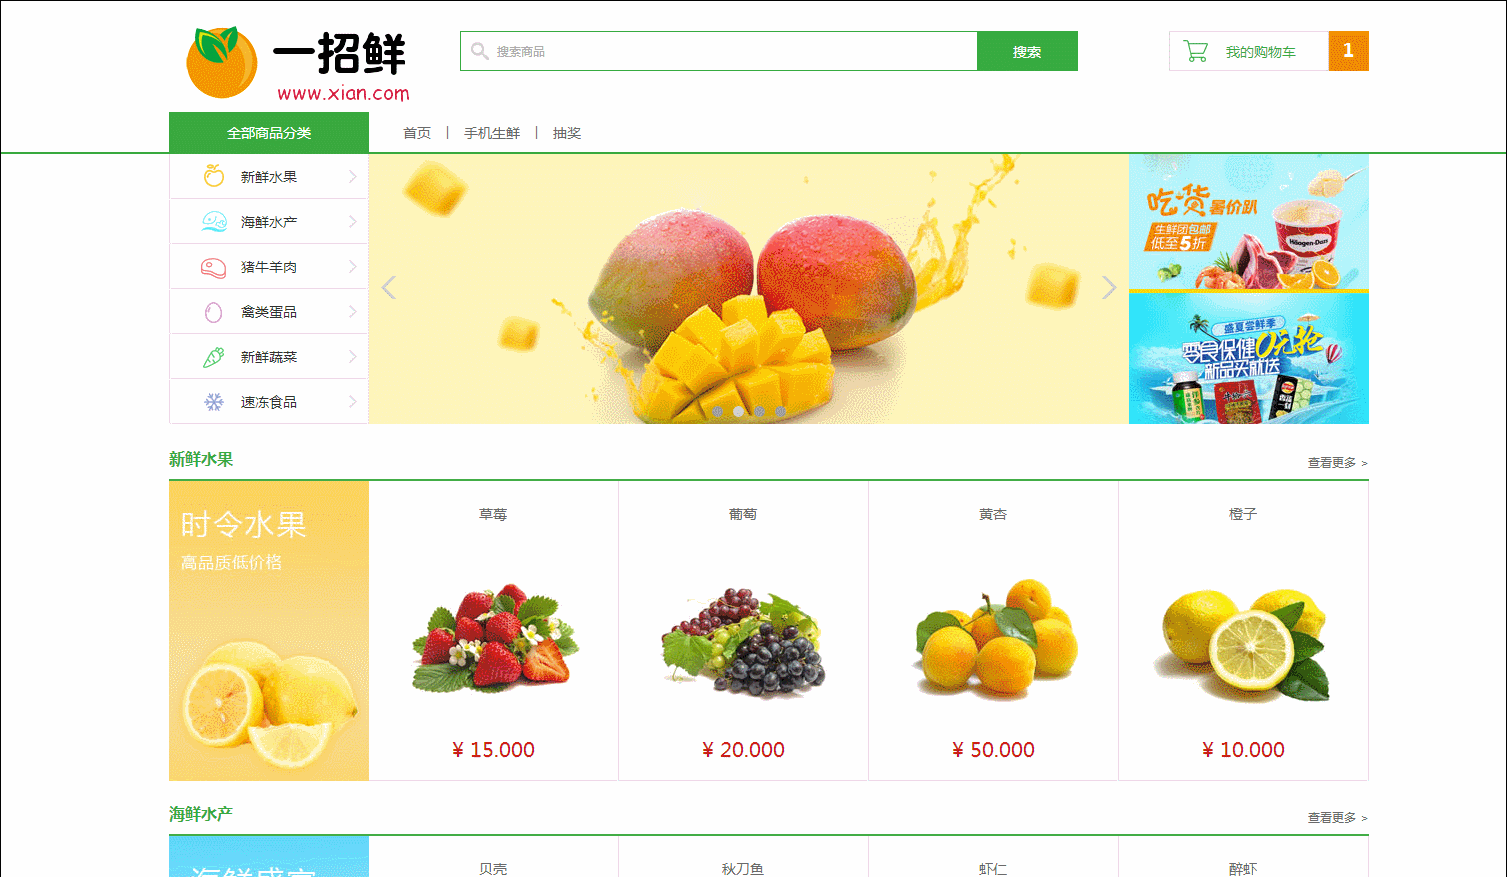 一招鲜
www.xian.com
搜索商品
搜索
我的购物车
1
全部商品分类
首页 | 手机生鲜 | 抽奖
新鲜水果 >
海鲜水产 >
猪牛羊肉 >
禽类蛋品 >
新鲜蔬菜 >
速冻食品 >
吃货暑价趴
生鲜团包邮
低至5折
Häagen-Dazs
盛夏尝鲜季
零食保健0元抢
新品买就送
新鲜水果
查看更多 >
时令水果
高品质低价格
草莓
葡萄
黄杏
橙子
¥ 15.000
¥ 20.000
¥ 50.000
¥ 10.000
海鲜水产
查看更多 >
贝壳
秋刀鱼
虾仁
醉虾